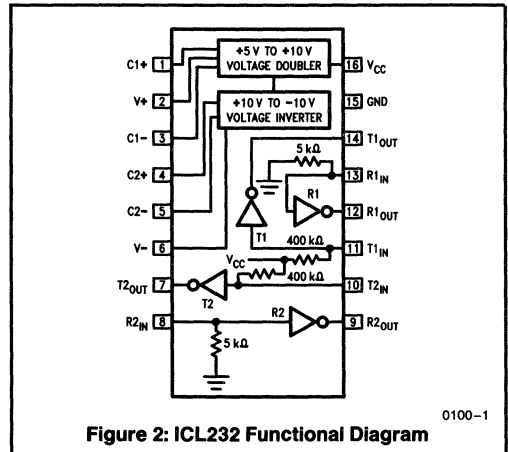 +5 V TO +10 V
VOLTAGE DOUBLER
+10 V TO −10 V
VOLTAGE INVERTER
C1+ 1
V+ 2
C1− 3
C2+ 4
C2− 5
V− 6
T2OUT 7
R2IN 8
16 VCC
15 GND
14 T1OUT
13 R1IN
12 R1OUT
11 T1IN
10 T2IN
9 R2OUT
5 kΩ
R1
T1
400 kΩ
VCC
400 kΩ
T2
R2
5 kΩ
0100−1
Figure 2: ICL232 Functional Diagram